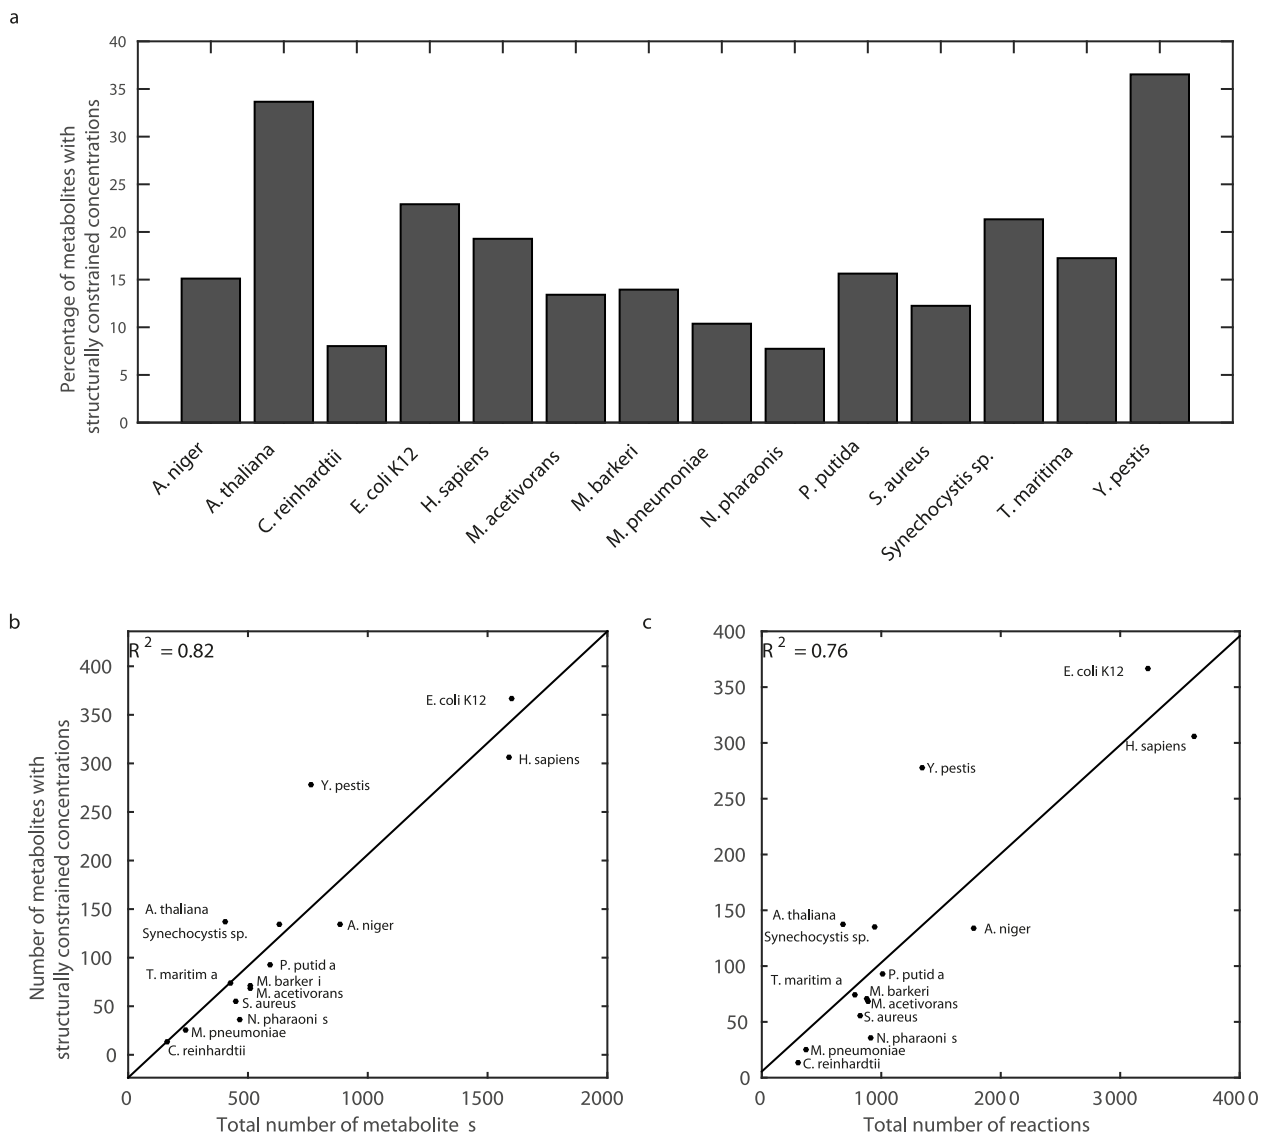 a
Percentage of metabolites with
structurally constrained concentrations
40
35
30
25
20
15
10
5
0
A. niger
A. thaliana
C. reinhardtii
E. coli K12
H. sapiens
M. acetivorans
M. barkeri
M. pneumoniae
N. pharaonis
P. putida
S. aureus
Synechocystis sp.
T. maritima
Y. pestis
b
Number of metabolites with
structurally constrained concentrations
R 2 = 0.82
400
350
300
250
200
150
100
50
0
E. coli K12
H. sapiens
Y. pestis
A. thaliana
Synechocystis sp.
A. niger
T. maritim a
P. putid a
M. barker i
M. acetivorans
S. aureus
N. pharaoni s
M. pneumoniae
C. reinhardtii
0 500 1000 1500 2000
Total number of metabolite s
c
R 2 = 0.76
400
350
300
250
200
150
100
50
0
E. coli K12
H. sapiens
Y. pestis
A. thaliana
Synechocystis sp.
A. niger
T. maritim a
P. putid a
M. barkeri
M. acetivorans
S. aureus
N. pharaoni s
M. pneumoniae
C. reinhardtii
0 1000 2000 3000 4000
Total number of reactions